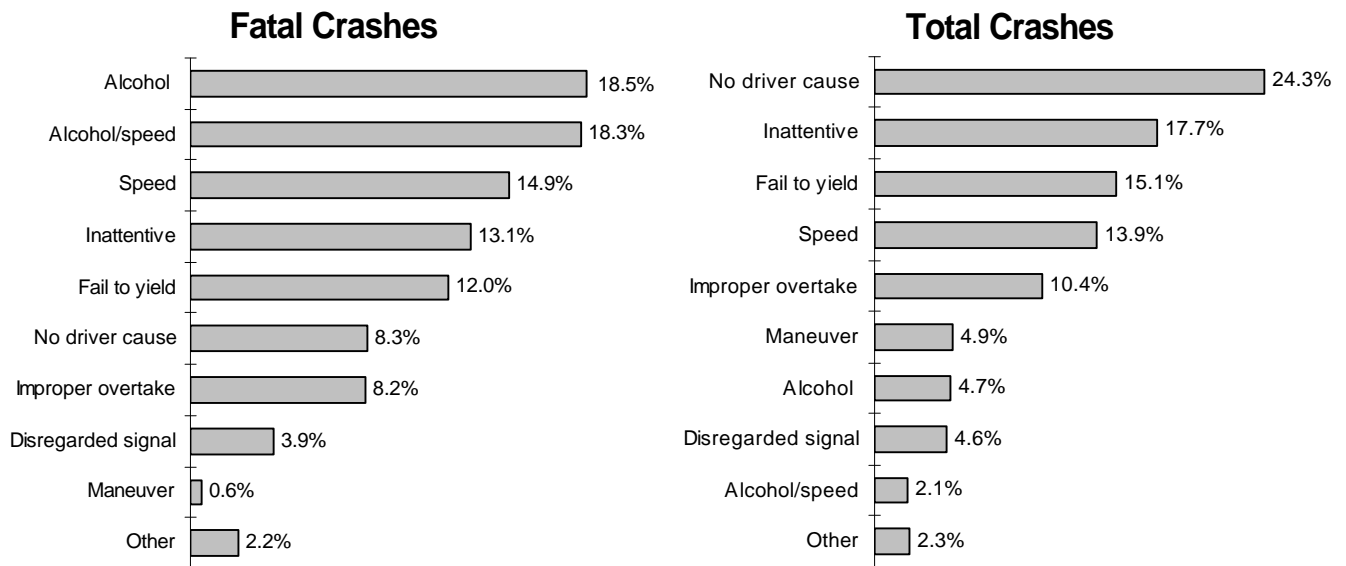 Fatal Crashes
Alcohol 18.5%
Alcohol/speed 18.3%
Speed 14.9%
Inattentive 13.1%
Fail to yield 12.0%
No driver cause 8.3%
Improper overtake 8.2%
Disregarded signal 3.9%
Maneuver 0.6%
Other 2.2%
Total Crashes
No driver cause 24.3%
Inattentive 17.7%
Fail to yield 15.1%
Speed 13.9%
Improper overtake 10.4%
Maneuver 4.9%
Alcohol 4.7%
Disregarded signal 4.6%
Alcohol/speed 2.1%
Other 2.3%